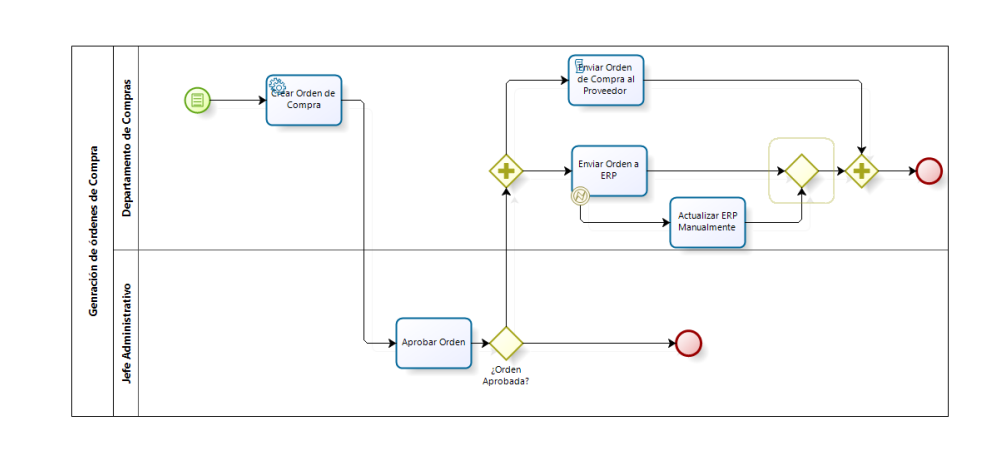 Genración de órdenes de Compra
Departamento de Compras
Crear Orden de
Compra
Enviar Orden
de Compra al
Proveedor
Enviar Orden a
ERP
Actualizar ERP
Manualmente
Jefe Administrativo
Aprobar Orden
¿Orden
Aprobada?